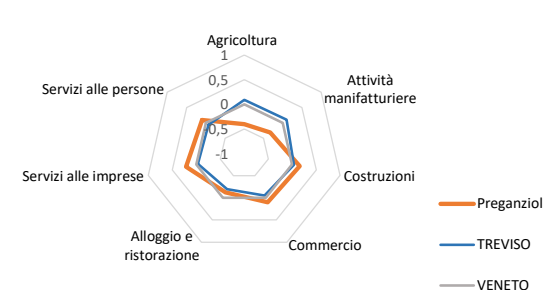 Agricoltura
1
0,5
0
-0,5
-1
Attività
manifatturiere
Costruzioni
Commercio
Alloggio e
ristorazione
Servizi alle imprese
Servizi alle persone
Preganziol
TREVISO
VENETO